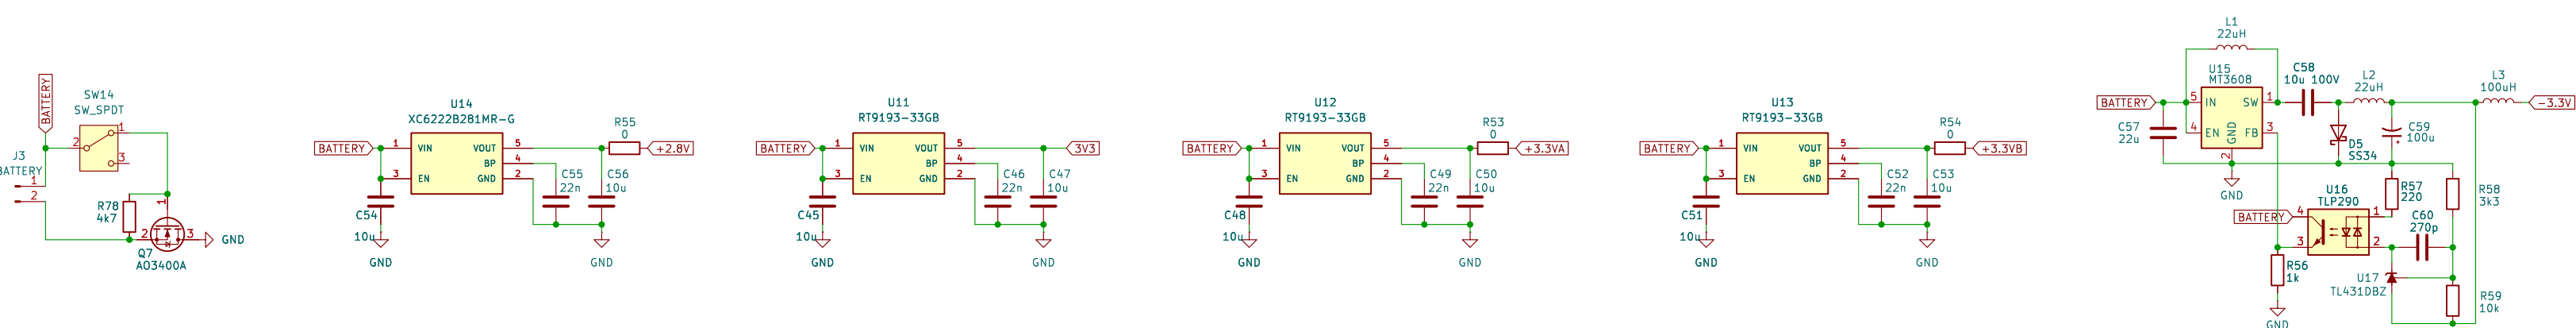 BATTERY
SW14
SW_SPDT
1
2
3
J3
BATTERY
1
2
R78
4k7
1
2
3
GND
Q7
AO3400A
U14
XC6222B281MR-G
BATTERY
1
VIN
VOUT
5
BP
4
3
EN
GND
2
R55
0
+2.8V
C54
10u
GND
C55
22n
C56
10u
GND
U11
RT9193-33GB
BATTERY
1
VIN
VOUT
5
BP
4
3
EN
GND
2
3V3
C45
10u
GND
C46
22n
C47
10u
GND
U12
RT9193-33GB
BATTERY
1
VIN
VOUT
5
BP
4
3
EN
GND
2
R53
0
+3.3VA
C48
10u
GND
C49
22n
C50
10u
GND
U13
RT9193-33GB
BATTERY
1
VIN
VOUT
5
BP
4
3
EN
GND
2
R54
0
+3.3VB
C51
10u
GND
C52
22n
C53
10u
GND
L1
22uH
U15
MT3608
BATTERY
5
IN
SW
1
4
EN
FB
3
GND
2
C57
22u
GND
C58
10u 100V
L2
22uH
L3
100uH
-3.3V
D5
SS34
C59
100u
+
R57
220
R58
3k3
U16
TLP290
BATTERY
4
1
3
2
C60
270p
R56
1k
GND
U17
TL431DBZ
R59
10k